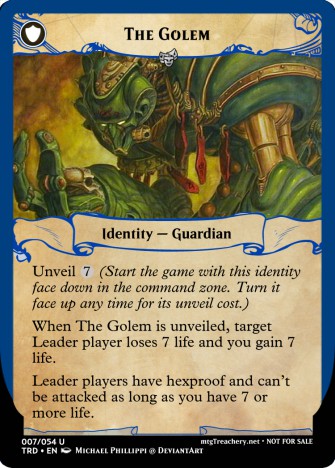 The Golem
Identity — Guardian
Unveil 7 (Start the game with this identity
face down in the command zone. Turn it
face up any time for its unveil cost.)
When The Golem is unveiled, target
Leader player loses 7 life and you gain 7
life.
Leader players have hexproof and can't
be attacked as long as you have 7 or
more life.
007/054 U
TRD • EN Michael Phillippi @ DeviantArt
mtgTreachery.net • NOT FOR SALE